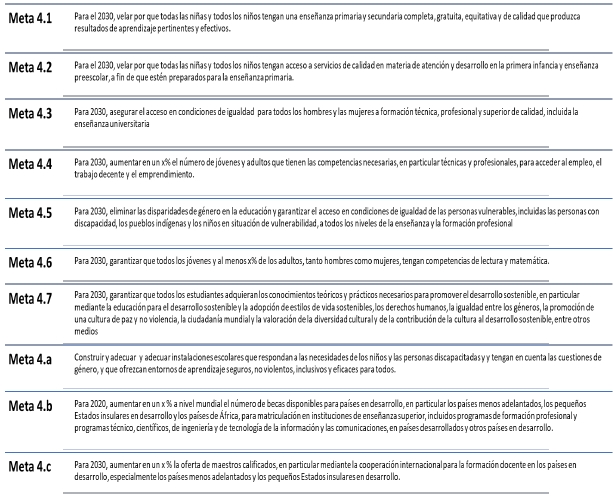 Meta 4.1 Para el 2030, velar por que todas las niñas y todos los niños tengan una enseñanza primaria y secundaria completa, gratuita, equitativa y de calidad que produzca
resultados de aprendizaje pertinentes y efectivos.
Meta 4.2 Para el 2030, velar por que todas las niñas y todos los niños tengan acceso a servicios de calidad en materia de atención y desarrollo en la primera infancia y enseñanza
preescolar, a fin de que estén preparados para la enseñanza primaria.
Meta 4.3 Para 2030, asegurar el acceso en condiciones de igualdad para todos los hombres y las mujeres a formación técnica, profesional y superior de calidad, incluida la
enseñanza universitaria
Meta 4.4 Para 2030, aumentar en un x% el número de jóvenes y adultos que tienen las competencias necesarias, en particular técnicas y profesionales, para acceder al empleo, el
trabajo decente y el emprendimiento.
Meta 4.5 Para 2030, eliminar las disparidades de género en la educación y garantizar el acceso en condiciones de igualdad de las personas vulnerables, incluidas las personas con
discapacidad, los pueblos indígenas y los niños en situación de vulnerabilidad, a todos los niveles de la enseñanza y la formación profesional
Meta 4.6 Para 2030, garantizar que todos los jóvenes y al menos x% de los adultos, tanto hombres como mujeres, tengan competencias de lectura y matemática.
Meta 4.7 Para 2030, garantizar que todos los estudiantes adquieran los conocimientos teóricos y prácticos necesarios para promover el desarrollo sostenible, en particular
mediante la educación para el desarrollo sostenible y la adopción de estilos de vida sostenibles, los derechos humanos, la igualdad entre los géneros, la promoción de
una cultura de paz y no violencia, la ciudadanía mundial y la valoración de la diversidad cultural y de la contribución de la cultura al desarrollo sostenible, entre otros
medios
Meta 4.a Construir y adecuar y adecuar instalaciones escolares que respondan a las necesidades de los niños y las personas discapacitadas y y tengan en cuenta las cuestiones de
género, y que ofrezcan entornos de aprendizaje seguros, no violentos, inclusivos y eficaces para todos.
Meta 4.b Para 2020, aumentar en un x % a nivel mundial el número de becas disponibles para países en desarrollo, en particular los países menos adelantados, los pequeños
Estados insulares en desarrollo y los países de África, para matriculación en instituciones de enseñanza superior, incluidos programas de formación profesional y
programas técnico, científicos, de ingeniería y de tecnología de la información y las comunicaciones, en países desarrollados y otros países en desarrollo.
Meta 4.c Para 2030, aumentar en un x % la oferta de maestros calificados, en particular mediante la cooperación internacional para la formación docente en los países en
desarrollo, especialmente los países menos adelantados y los pequeños Estados insulares en desarrollo.